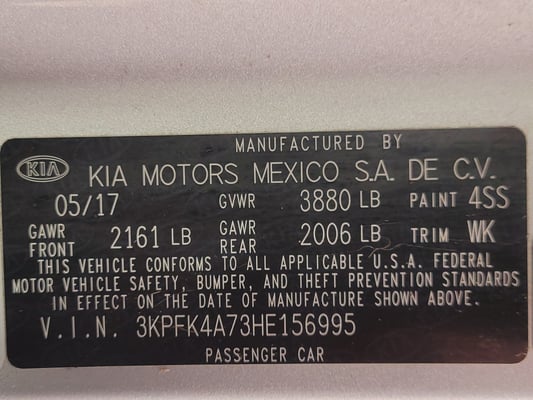 MANUFACTURED BY
KIA KIA MOTORS MEXICO S.A. DE C.V.
05/17 GVWR 3880 LB PAINT 4SS
GAWR FRONT 2161 LB GAWR REAR 2006 LB TRIM WK
THIS VEHICLE CONFORMS TO ALL APPLICABLE U.S.A. FEDERAL
MOTOR VEHICLE SAFETY, BUMPER, AND THEFT PREVENTION STANDARDS
IN EFFECT ON THE DATE OF MANUFACTURE SHOWN ABOVE.
V.I.N. 3KPFK4A73HE156995
PASSENGER CAR